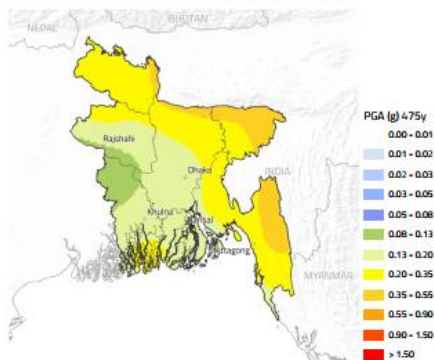 NEPAL
BHUTAN
Rajshahi
Dhaka
INDIA
Khulna
MYANMAR
PGA (g) 475y
0.00 - 0.01
0.01 - 0.02
0.02 - 0.03
0.03 - 0.05
0.05 - 0.08
0.08 - 0.13
0.13 - 0.20
0.20 - 0.35
0.35 - 0.55
0.55 - 0.90
0.90 - 1.50
> 1.50